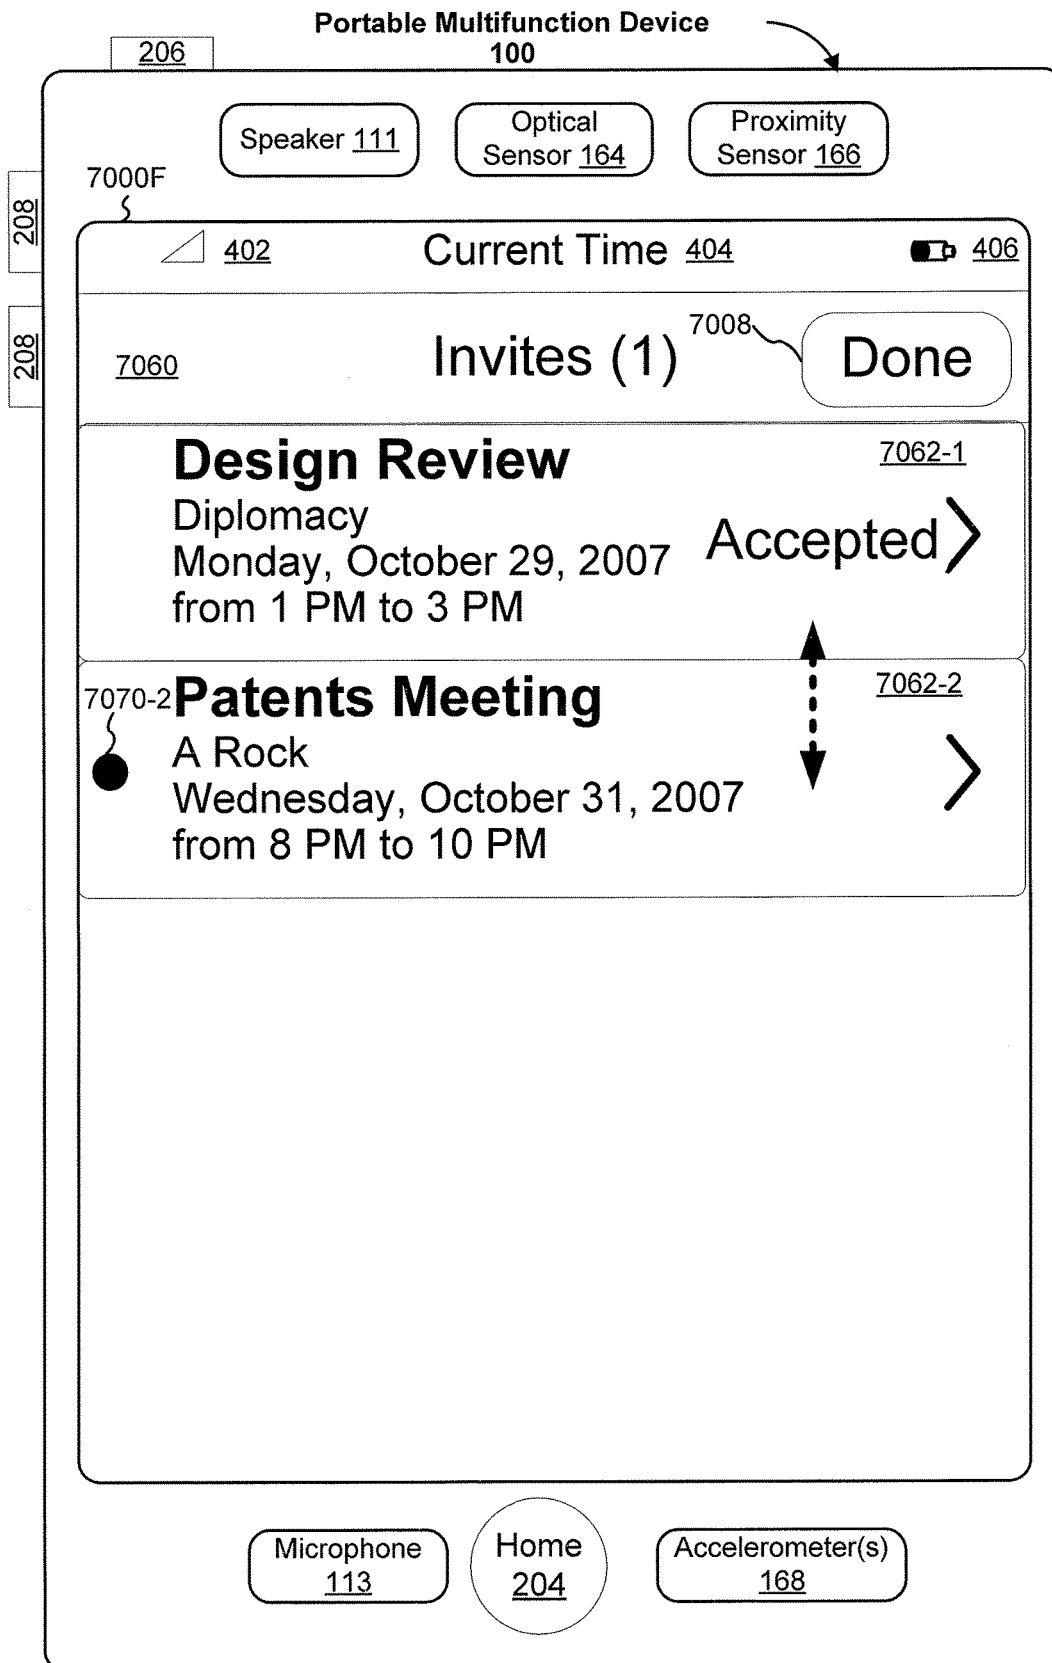 Portable Multifunction Device
100
206
Speaker 111
Optical
Sensor 164
Proximity
Sensor 166
208
7000F
402
Current Time 404
406
208
7060
Invites (1)
7008
Done
Design Review
7062-1
Diplomacy
Monday, October 29, 2007
from 1 PM to 3 PM
Accepted
7070-2
Patents Meeting
7062-2
A Rock
Wednesday, October 31, 2007
from 8 PM to 10 PM
Microphone
113
Home
204
Accelerometer(s)
168